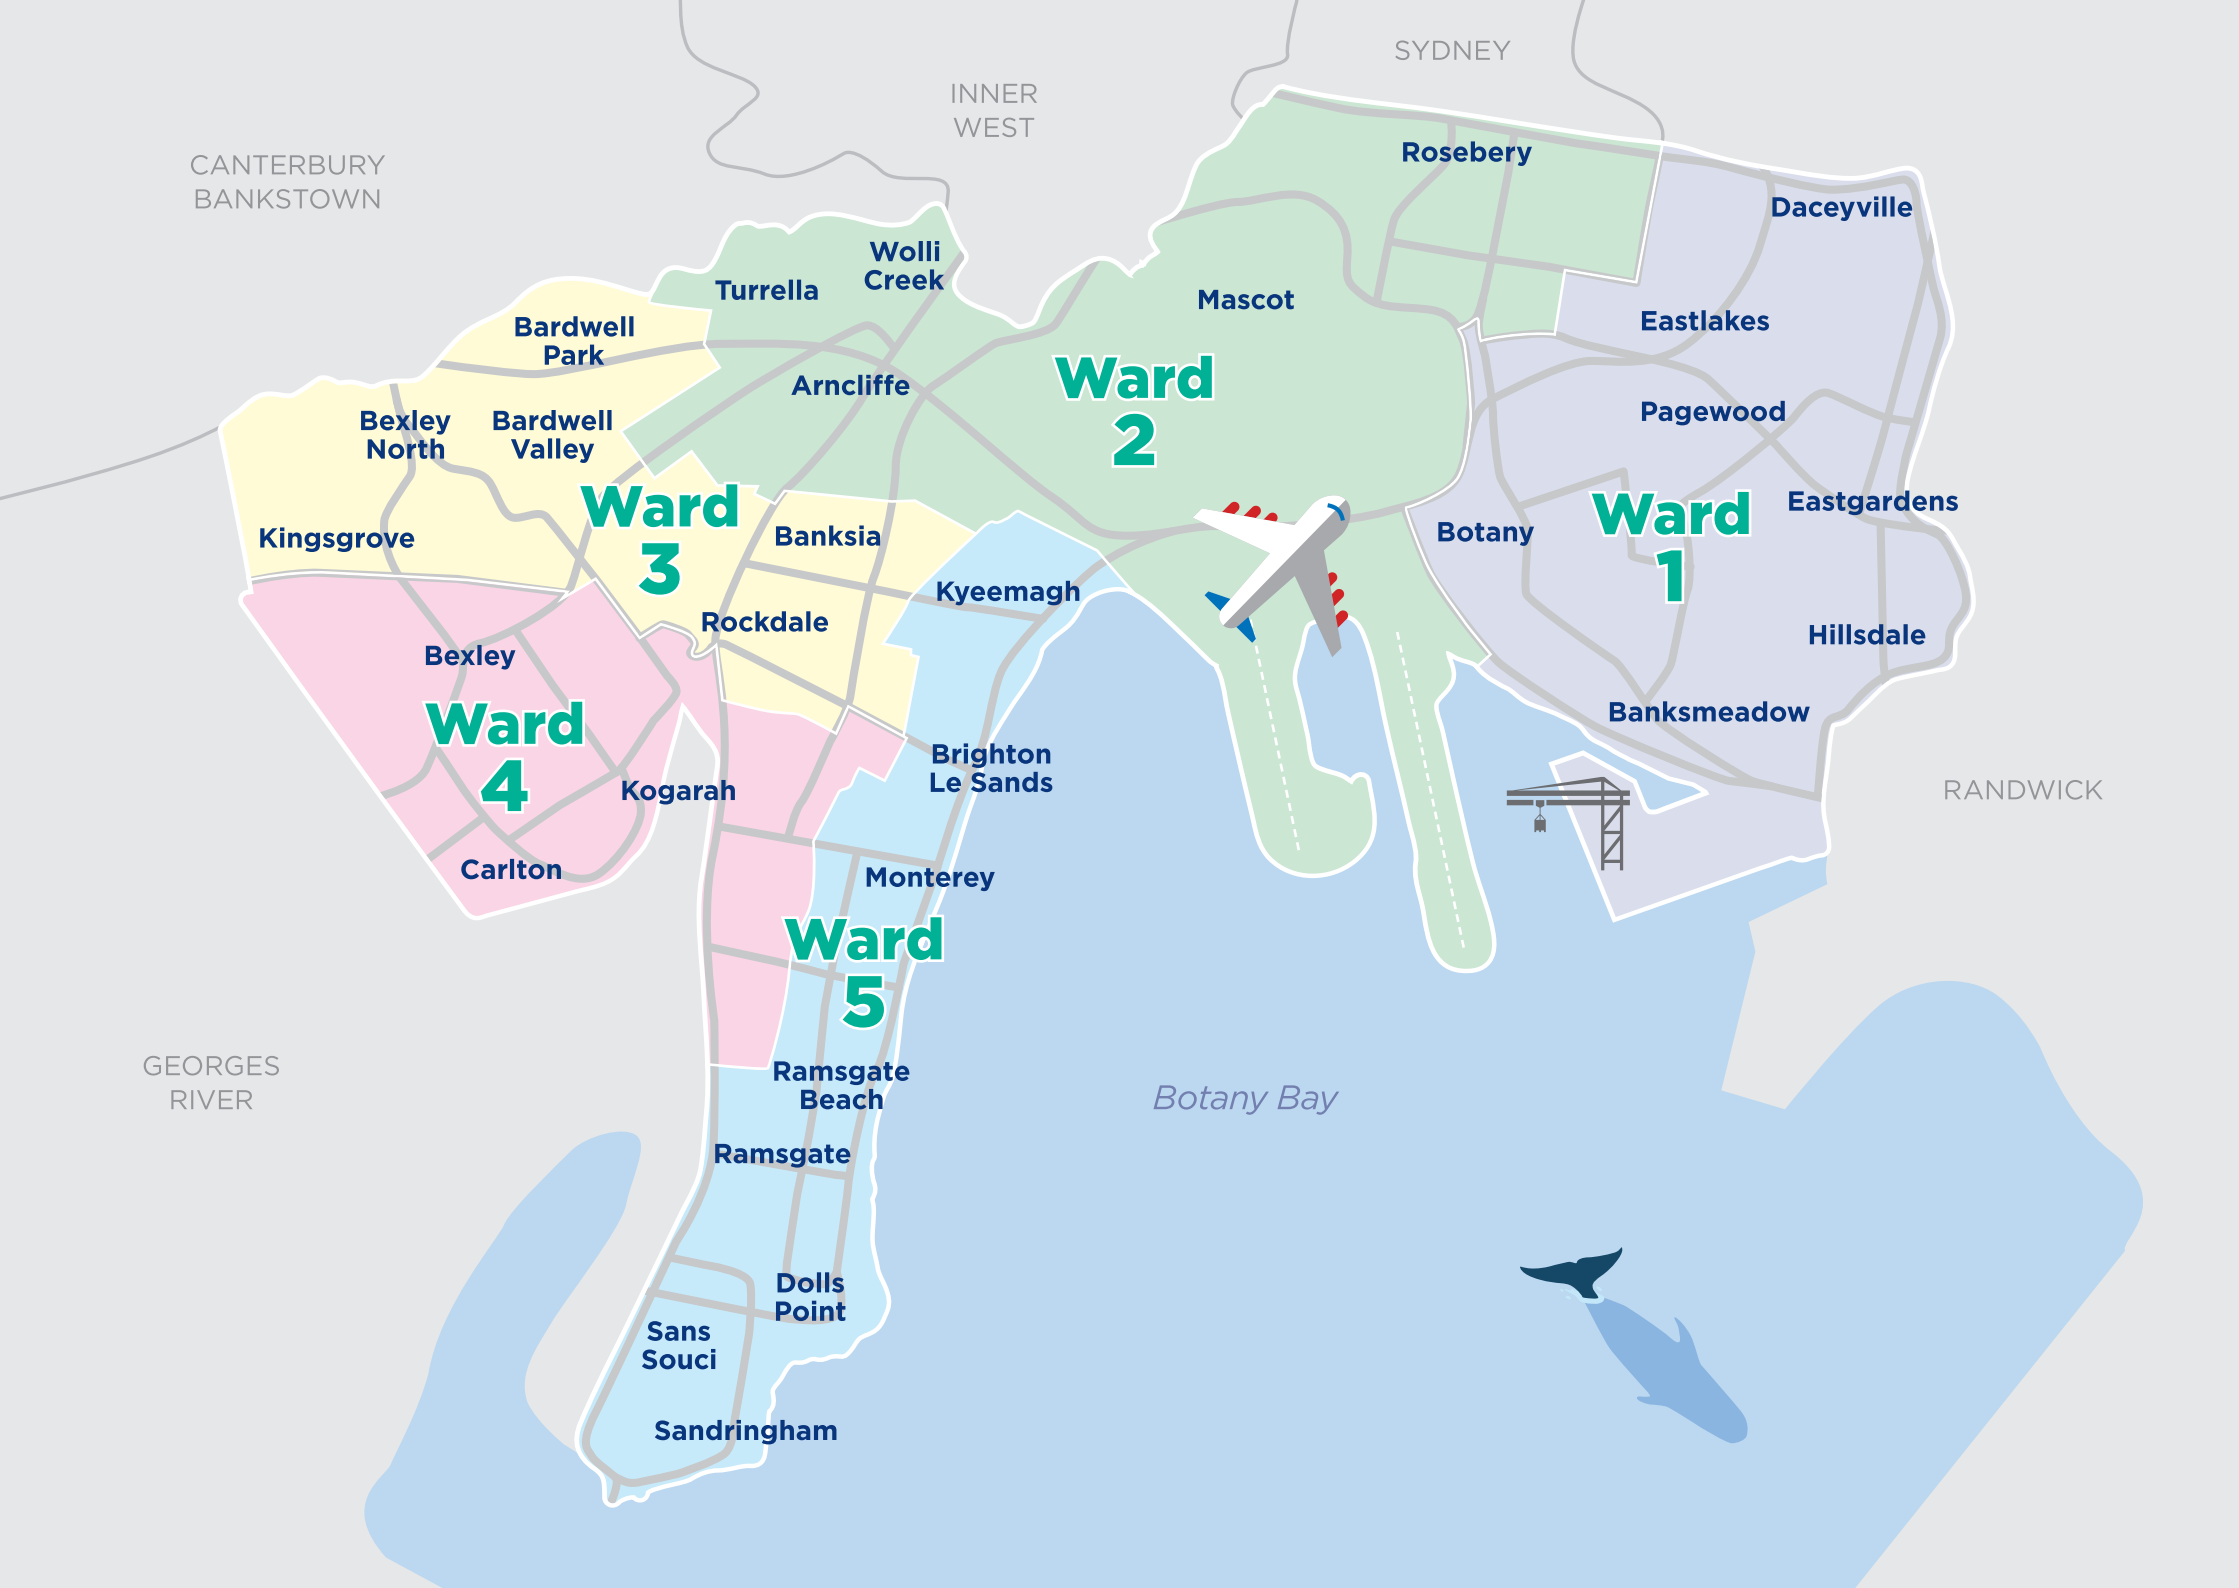 SYDNEY
INNER
WEST
CANTERBURY
BANKSTOWN
Rosebery
Daceyville
Wolli
Creek
Turrella
Mascot
Eastlakes
Bardwell
Park
Arncliffe
Ward
2
Pagewood
Bexley
North
Bardwell
Valley
Ward
3
Ward
1
Eastgardens
Kingsgrove
Banksia
Botany
Kyeemagh
Rockdale
Hillsdale
Bexley
Ward
4
Banksmeadow
Brighton
Le Sands
Kogarah
RANDWICK
Carlton
Monterey
Ward
5
GEORGES
RIVER
Ramsgate
Beach
Botany Bay
Ramsgate
Dolls
Point
Sans
Souci
Sandringham